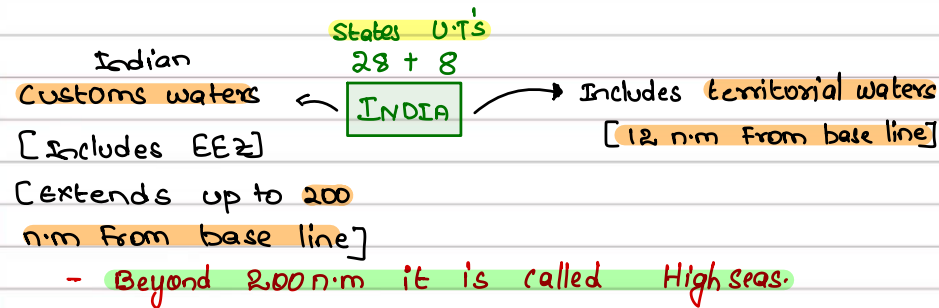 States U.T's
28 + 8
Indian
Customs waters
INDIA
Includes territorial waters
[12 n.m From base line]
[Includes EEZ]
[extends up to 200
n.m From base line]
- Beyond 200 n.m it is called High seas.